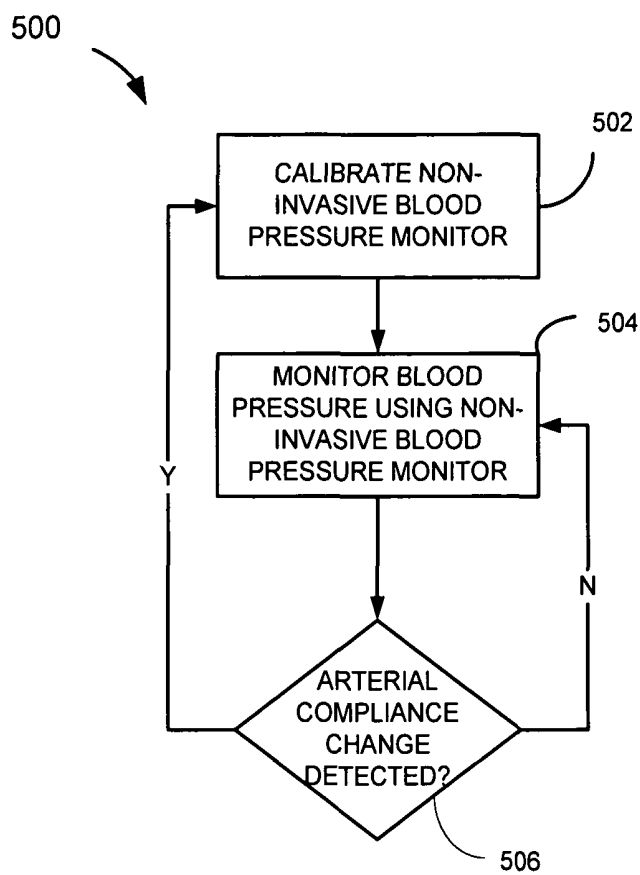 500
502
CALIBRATE NON-
INVASIVE BLOOD
PRESSURE MONITOR
504
MONITOR BLOOD
PRESSURE USING NON-
INVASIVE BLOOD
PRESSURE MONITOR
Y
N
ARTERIAL
COMPLIANCE
CHANGE
DETECTED?
506